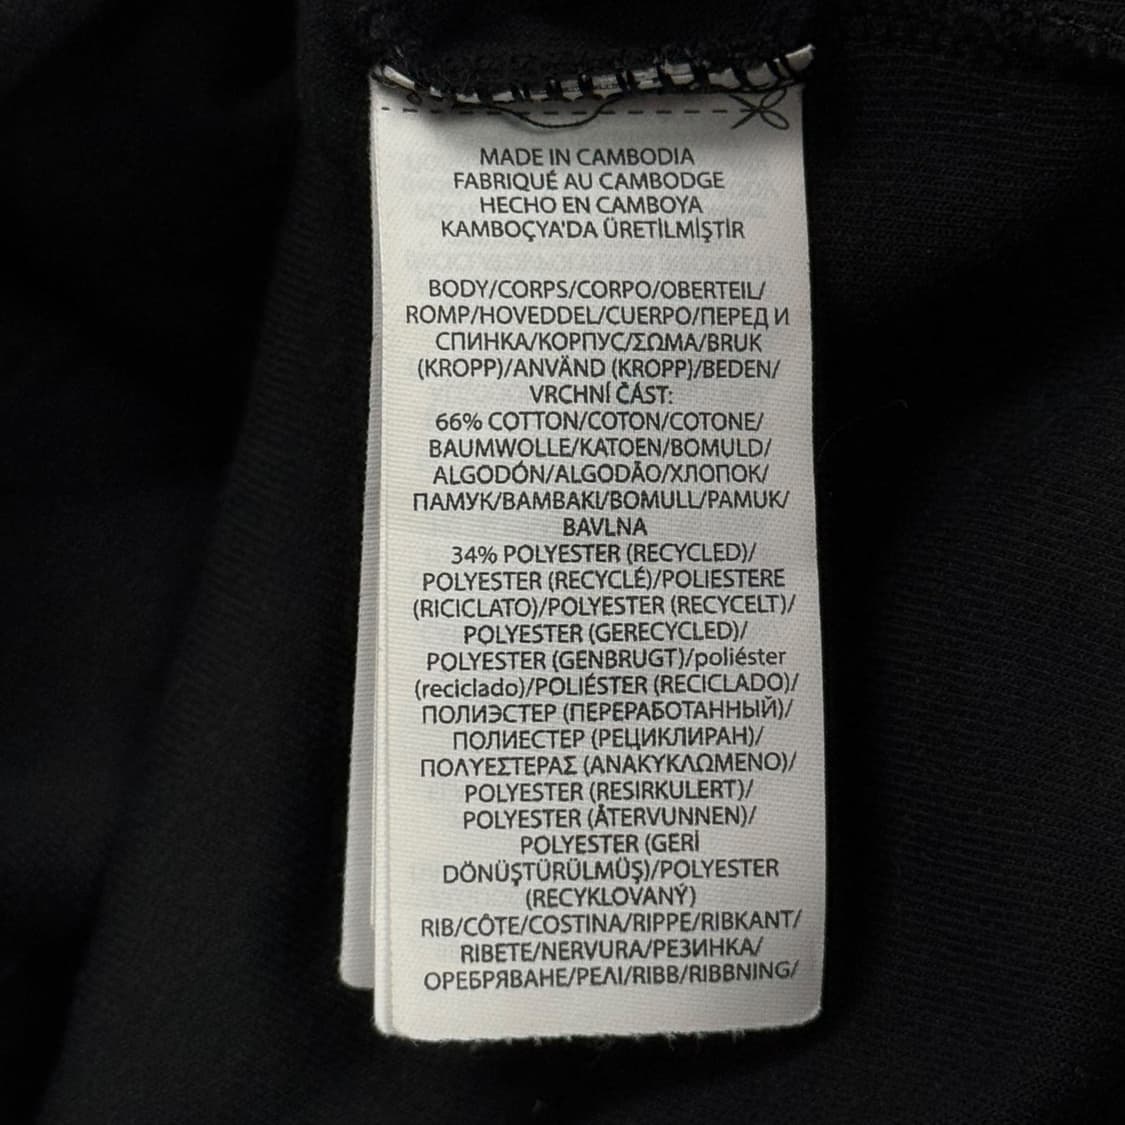 MADE IN CAMBODIA
FABRIQUÉ AU CAMBODGE
HECHO EN CAMBOYA
KAMBOÇYA'DA ÜRETİLMİŞTİR
BODY/CORPS/CORPO/OBERTEIL/
ROMP/HOVEDDEL/CUERPO/ПЕРЕД И
СПИНКА/КОРПУС/ΣΩΜΑ/BRUK
(KROPP)/ANVÄND (KROPP)/BEDEN/
VRCHNÍ ČÁST:
66% COTTON/COTON/COTONE/
BAUMWOLLE/KATOEN/BOMULD/
ALGODÓN/ALGODÃO/ХЛОПОК/
ПАМУК/ΒΑΜΒΑΚΙ/BOMULL/PAMUK/
BAVLNA
34% POLYESTER (RECYCLED)/
POLYESTER (RECYCLÉ)/POLIESTERE
(RICICLATO)/POLYESTER (RECYCELT)/
POLYESTER (GERECYCLED)/
POLYESTER (GENBRUGT)/poliéster
(reciclado)/POLIÉSTER (RECICLADO)/
ПОЛИЭСТЕР (ПЕРЕРАБОТАННЫЙ)/
ПОЛИЕСТЕР (РЕЦИКЛИРАН)/
ΠΟΛΥΕΣΤΕΡΑΣ (ΑΝΑΚΥΚΛΩΜΕΝΟ)/
POLYESTER (RESIRKULERT)/
POLYESTER (ÅTERVUNNEN)/
POLYESTER (GERİ
DÖNÜŞTÜRÜLMÜŞ)/POLYESTER
(RECYKLOVANÝ)
RIB/CÔTE/COSTINA/RIPPE/RIBKANT/
RIBETE/NERVURA/РЕЗИНКА/
ОРЕБРЯВАНЕ/ΡΕΛΙ/RIBB/RIBBNING/